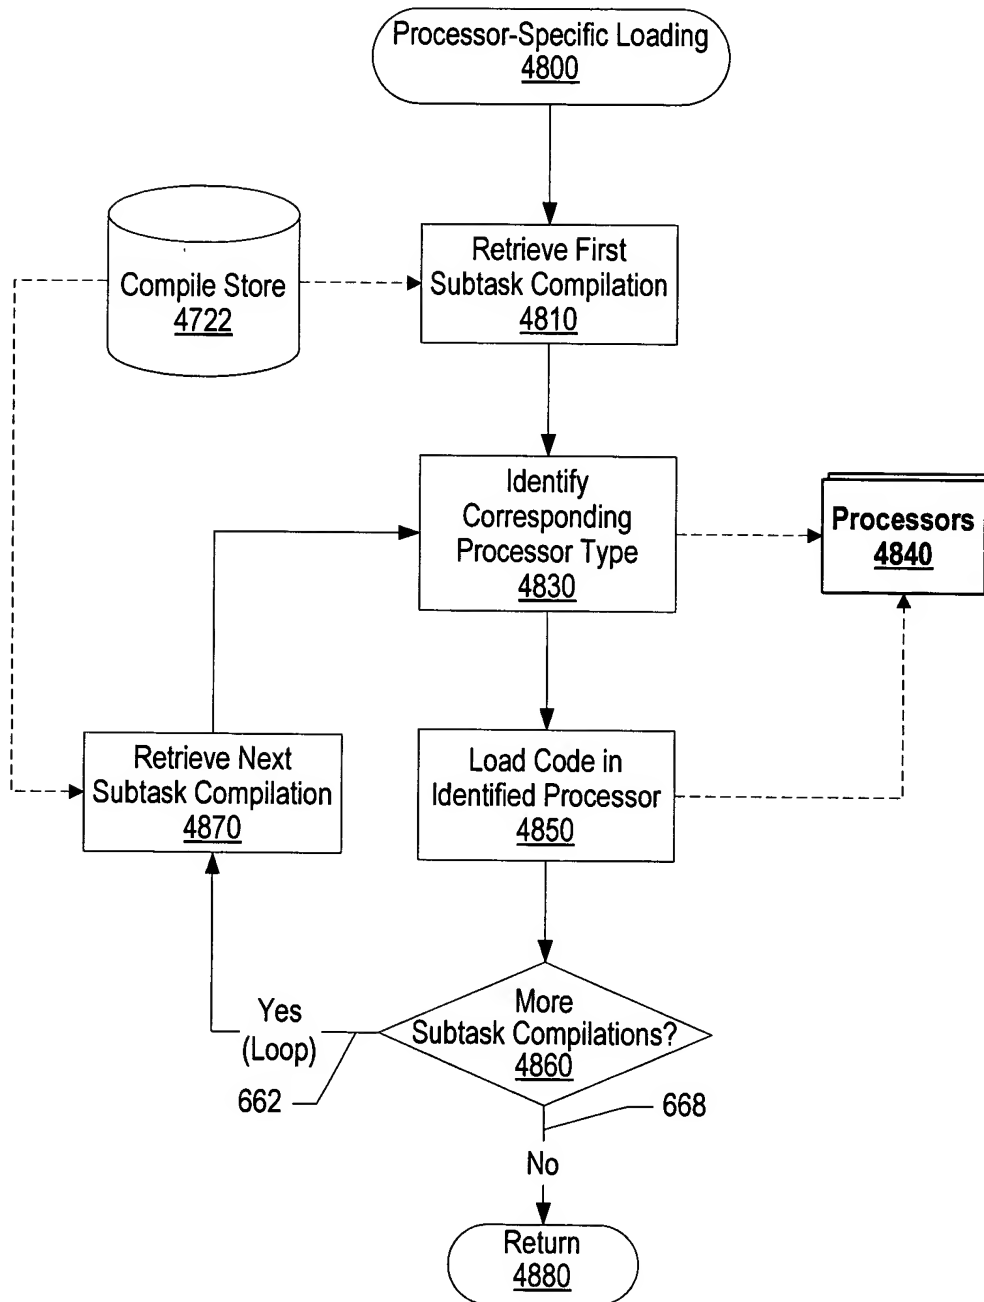 Processor-Specific Loading
4800
Compile Store
4722
Retrieve First
Subtask Compilation
4810
Identify
Corresponding
Processor Type
4830
Processors
4840
Retrieve Next
Subtask Compilation
4870
Load Code in
Identified Processor
4850
More
Subtask Compilations?
4860
Yes
(Loop)
662
668
No
Return
4880